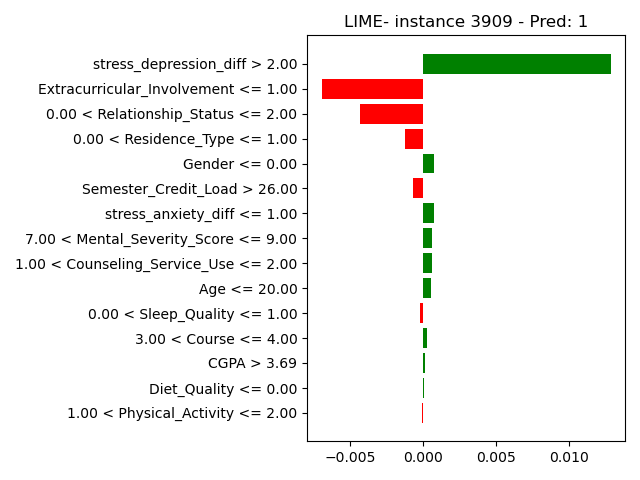 LIME- instance 3909 - Pred: 1
stress_depression_diff > 2.00
Extracurricular_Involvement <= 1.00
0.00 < Relationship_Status <= 2.00
0.00 < Residence_Type <= 1.00
Gender <= 0.00
Semester_Credit_Load > 26.00
stress_anxiety_diff <= 1.00
7.00 < Mental_Severity_Score <= 9.00
1.00 < Counseling_Service_Use <= 2.00
Age <= 20.00
0.00 < Sleep_Quality <= 1.00
3.00 < Course <= 4.00
CGPA > 3.69
Diet_Quality <= 0.00
1.00 < Physical_Activity <= 2.00
−0.005 0.000 0.005 0.010